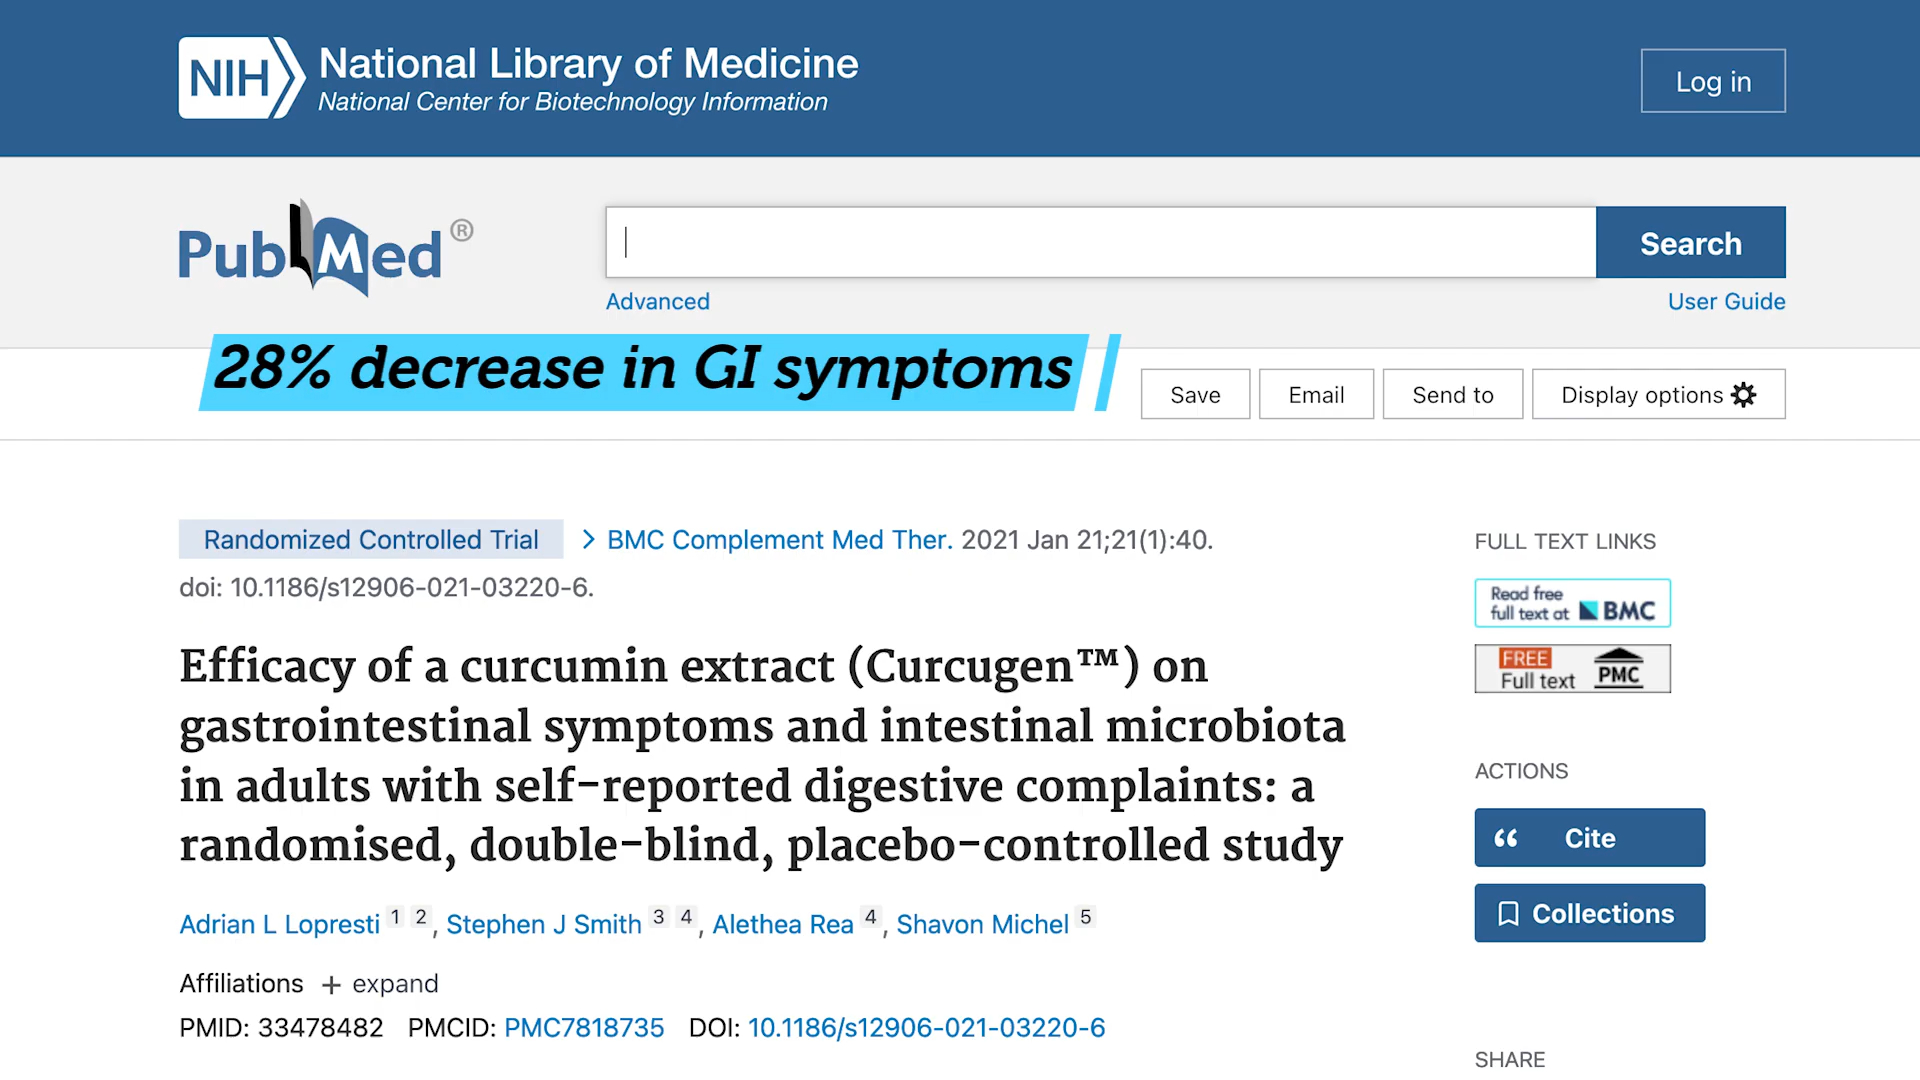 NIH National Library of Medicine
National Center for Biotechnology Information
Log in
PubMed®
Search
Advanced
User Guide
28% decrease in GI symptoms
Save
Email
Send to
Display options
Randomized Controlled Trial
BMC Complement Med Ther. 2021 Jan 21;21(1):40.
doi: 10.1186/s12906-021-03220-6.
Efficacy of a curcumin extract (Curcugen™) on
gastrointestinal symptoms and intestinal microbiota
in adults with self-reported digestive complaints: a
randomised, double-blind, placebo-controlled study
Adrian L Lopresti 1 2, Stephen J Smith 3 4, Alethea Rea 4, Shavon Michel 5
Affiliations + expand
PMID: 33478482 PMCID: PMC7818735 DOI: 10.1186/s12906-021-03220-6
FULL TEXT LINKS
Read free
full text at BMC
FREE
Full text PMC
ACTIONS
Cite
Collections
SHARE